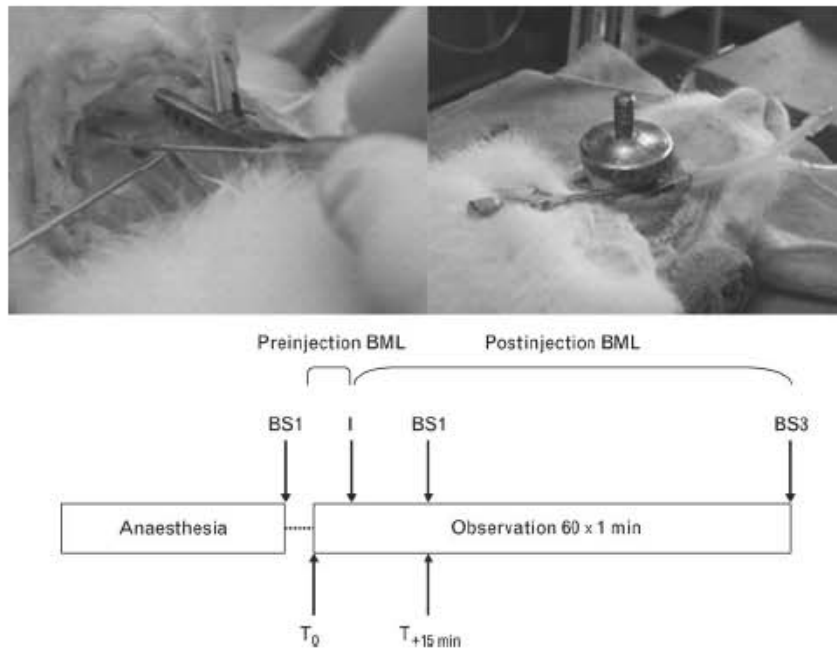 Preinjection BML Postinjection BML
BS1 I BS1 BS3
Anaesthesia Observation 60 x 1 min
T0 T+15 min